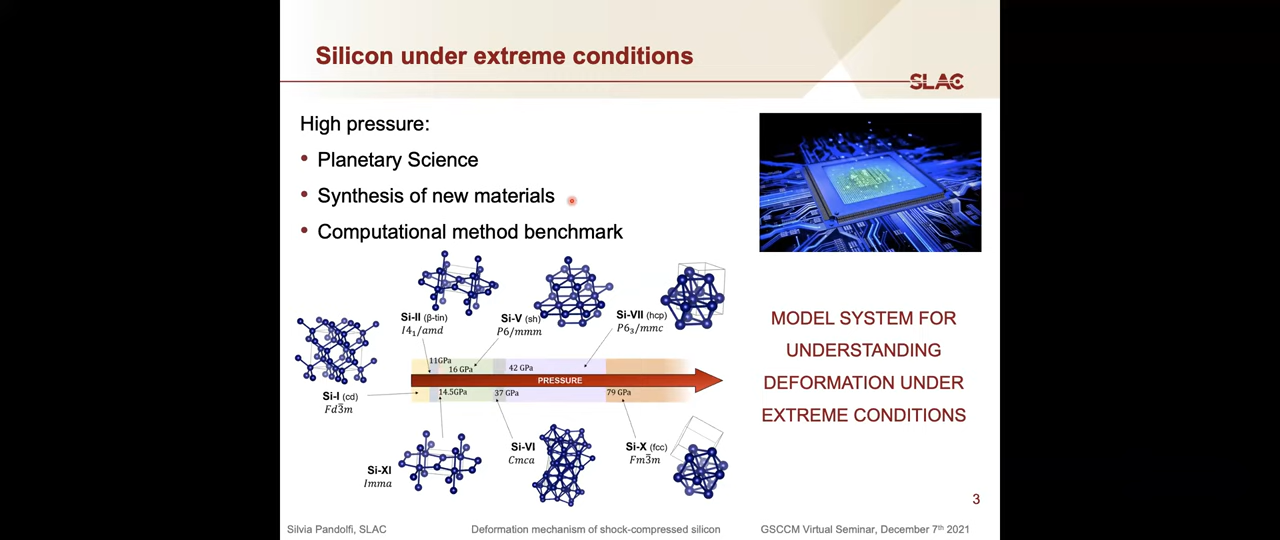 Silicon under extreme conditions
SLAC
High pressure:
• Planetary Science
• Synthesis of new materials
• Computational method benchmark
Si-II (β-tin)
I4₁/amd
Si-V (sh)
P6/mmm
Si-VII (hcp)
P6₃/mmc
11GPa
16 GPa
42 GPa
PRESSURE
14.5GPa
37 GPa
79 GPa
Si-I (cd)
Fd3̅m
Si-XI
Imma
Si-VI
Cmca
Si-X (fcc)
Fm3̅m
MODEL SYSTEM FOR
UNDERSTANDING
DEFORMATION UNDER
EXTREME CONDITIONS
3
Silvia Pandolfi, SLAC
Deformation mechanism of shock-compressed silicon
GSCCM Virtual Seminar, December 7th 2021